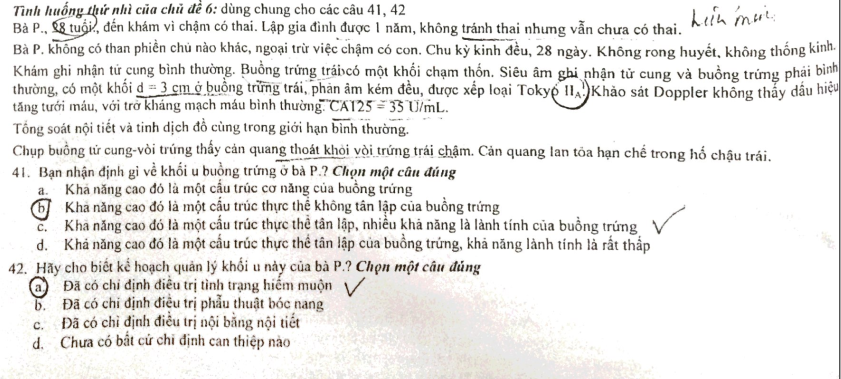 Tình huống thứ nhì của chủ đề 6: dùng chung cho các câu 41, 42
Bà P., 28 tuổi, đến khám vì chậm có thai. Lập gia đình được 1 năm, không tránh thai nhưng vẫn chưa có thai.
Bà P. không có than phiền chủ nào khác, ngoại trừ việc chậm có con. Chu kỳ kinh đều, 28 ngày. Không rong huyết, không thống kinh.
Khám ghi nhận tử cung bình thường. Buồng trứng trái có một khối chạm thốn. Siêu âm ghi nhận tử cung và buồng trứng phải bình
thường, có một khối d = 3 cm ở buồng trứng trái, phản âm kém đều, được xếp loại Tokyo IIA. Khảo sát Doppler không thấy dấu hiệu
tăng tưới máu, với trở kháng mạch máu bình thường. CA125 = 35 U/mL.
Tổng soát nội tiết và tinh dịch đồ cùng trong giới hạn bình thường.
Chụp buồng tử cung-vòi trứng thấy cản quang thoát khỏi vòi trứng trái chậm. Cản quang lan tỏa hạn chế trong hố chậu trái.
41. Bạn nhận định gì về khối u buồng trứng ở bà P.? Chọn một câu đúng
a. Khả năng cao đó là một cấu trúc cơ năng của buồng trứng
b. Khả năng cao đó là một cấu trúc thực thể không tân lập của buồng trứng
c. Khả năng cao đó là một cấu trúc thực thể tân lập, nhiều khả năng là lành tính của buồng trứng
d. Khả năng cao đó là một cấu trúc thực thể tân lập của buồng trứng, khả năng lành tính là rất thấp
42. Hãy cho biết kế hoạch quản lý khối u này của bà P.? Chọn một câu đúng
a. Đã có chỉ định điều trị tình trạng hiếm muộn
b. Đã có chỉ định điều trị phẫu thuật bóc nang
c. Đã có chỉ định điều trị nội bằng nội tiết
d. Chưa có bất cứ chỉ định can thiệp nào